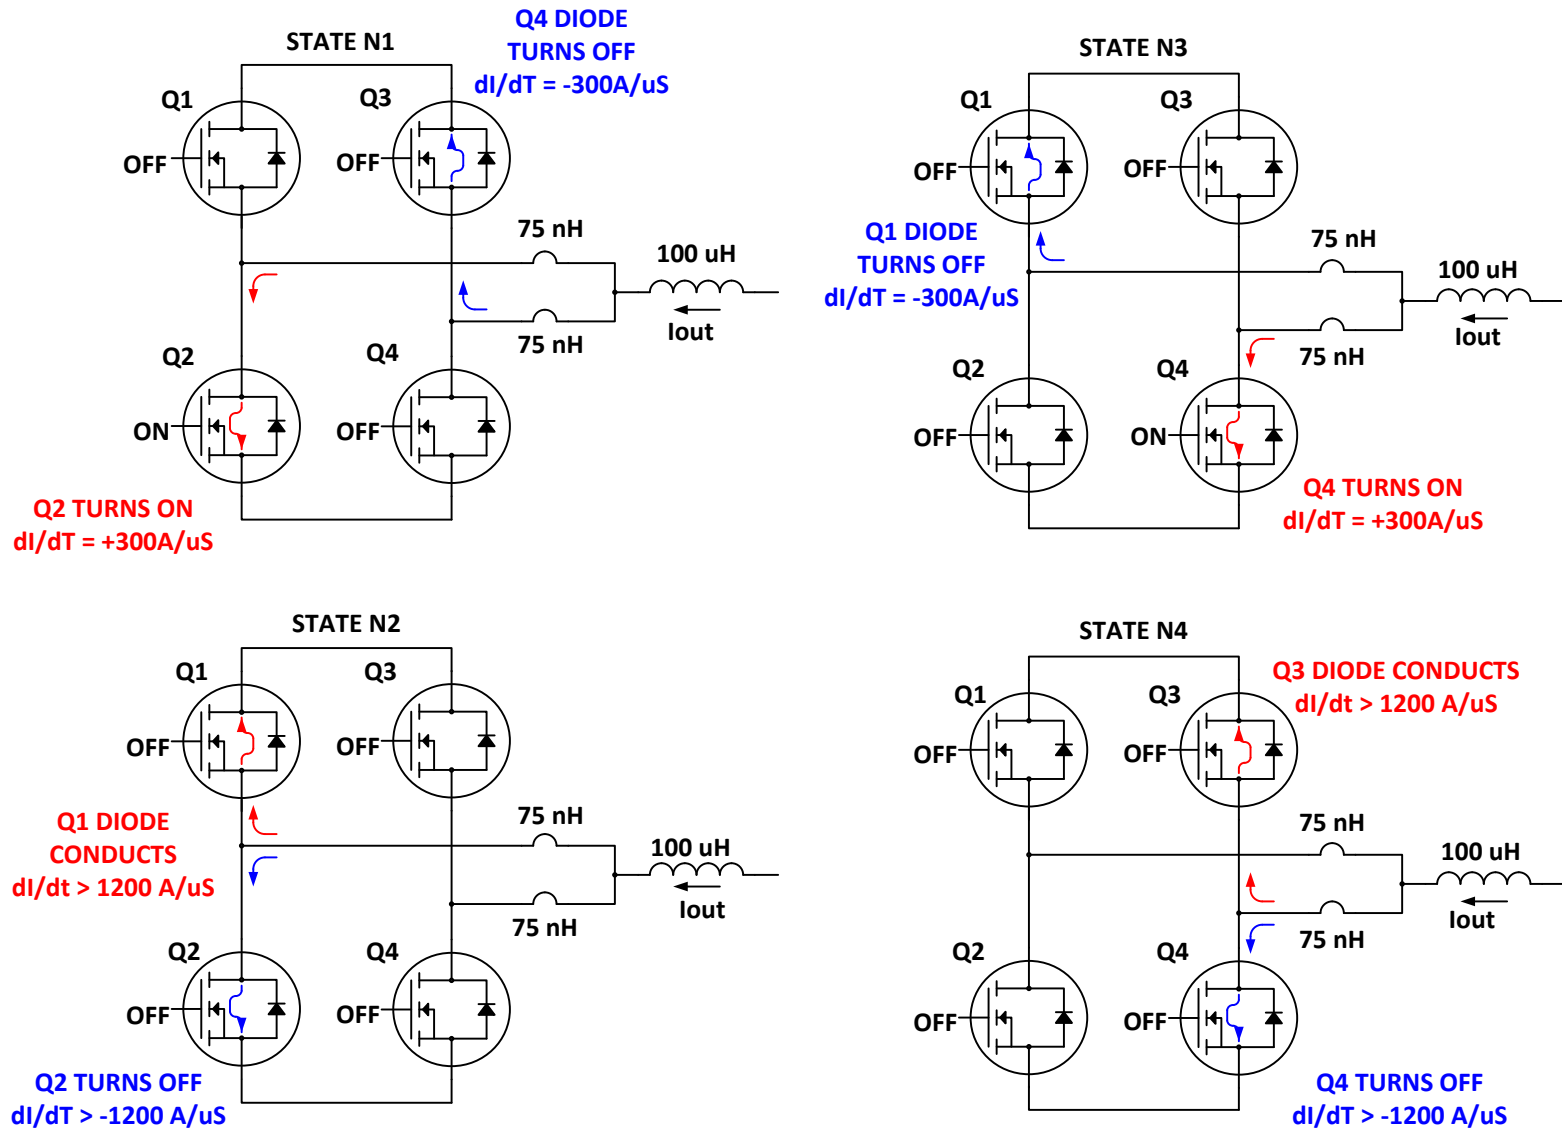 STATE N1
Q4 DIODE
TURNS OFF
dI/dT = -300A/uS
Q1
Q3
OFF
OFF
75 nH
100 uH
75 nH
Iout
Q2
Q4
ON
OFF
Q2 TURNS ON
dI/dT = +300A/uS
STATE N3
Q1
Q3
OFF
OFF
Q1 DIODE
TURNS OFF
dI/dT = -300A/uS
75 nH
100 uH
75 nH
Iout
Q2
Q4
OFF
ON
Q4 TURNS ON
dI/dT = +300A/uS
STATE N2
Q1
Q3
OFF
OFF
Q1 DIODE
CONDUCTS
dI/dt > 1200 A/uS
75 nH
100 uH
75 nH
Iout
Q2
Q4
OFF
OFF
Q2 TURNS OFF
dI/dT > -1200 A/uS
STATE N4
Q1
Q3
Q3 DIODE CONDUCTS
dI/dt > 1200 A/uS
OFF
OFF
75 nH
100 uH
75 nH
Iout
Q2
Q4
OFF
OFF
Q4 TURNS OFF
dI/dT > -1200 A/uS